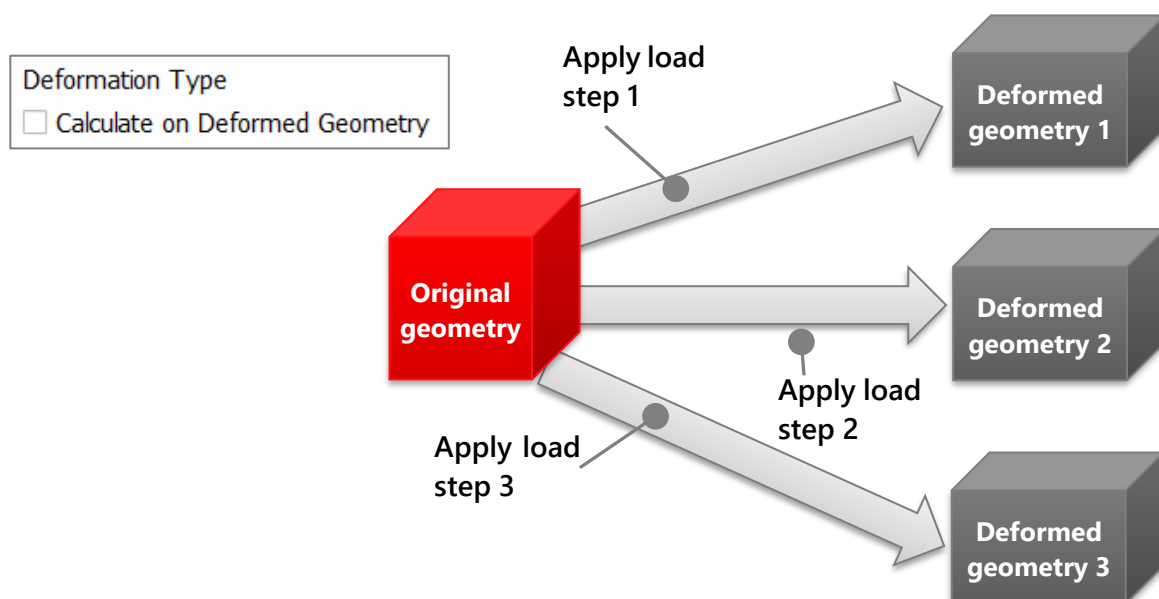 Deformation Type
Calculate on Deformed Geometry
Apply load
step 1
Deformed
geometry 1
Original
geometry
Deformed
geometry 2
Apply load
step 2
Apply load
step 3
Deformed
geometry 3